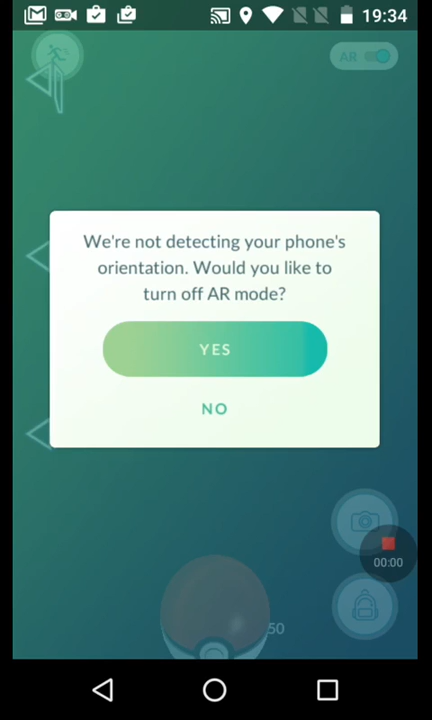 19:34
AR
We're not detecting your phone's
orientation. Would you like to
turn off AR mode?
YES
NO
00:00
50